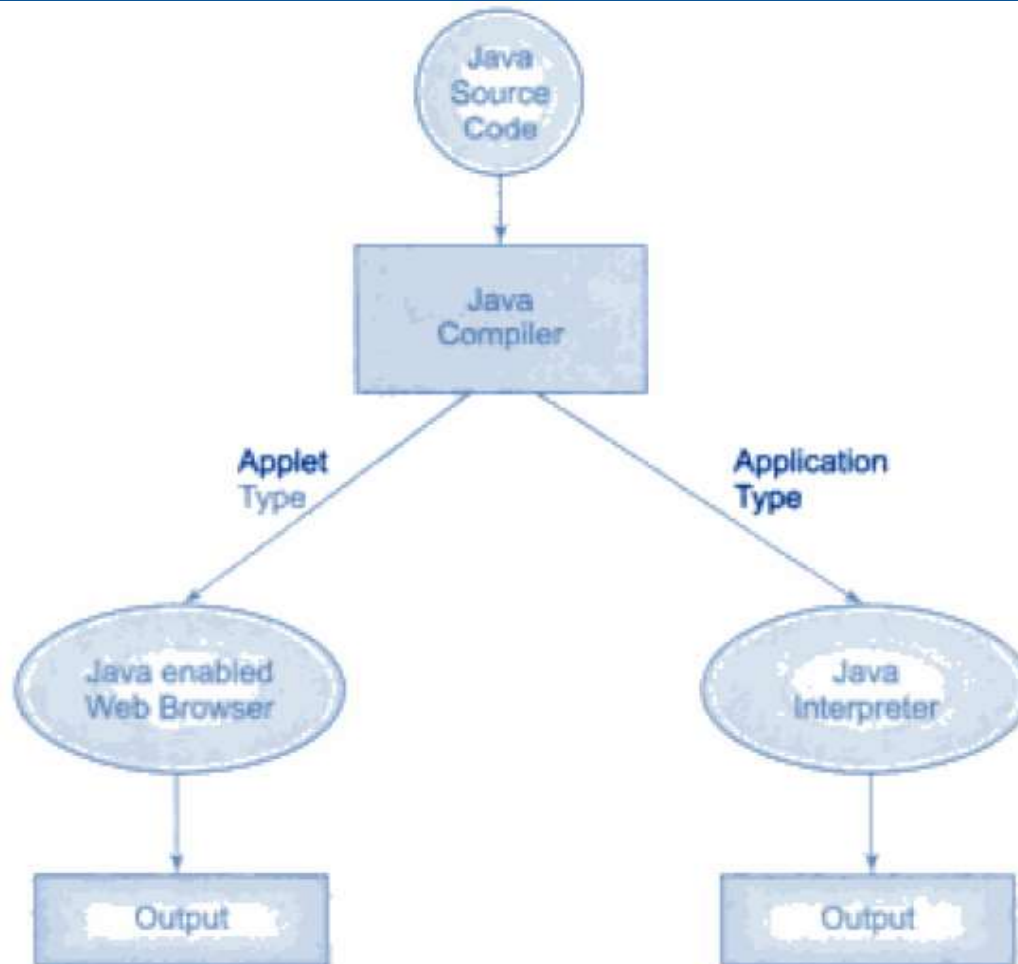 Java
Source
Code
Java
Compiler
Applet
Type
Application
Type
Java enabled
Web Browser
Java
Interpreter
Output
Output